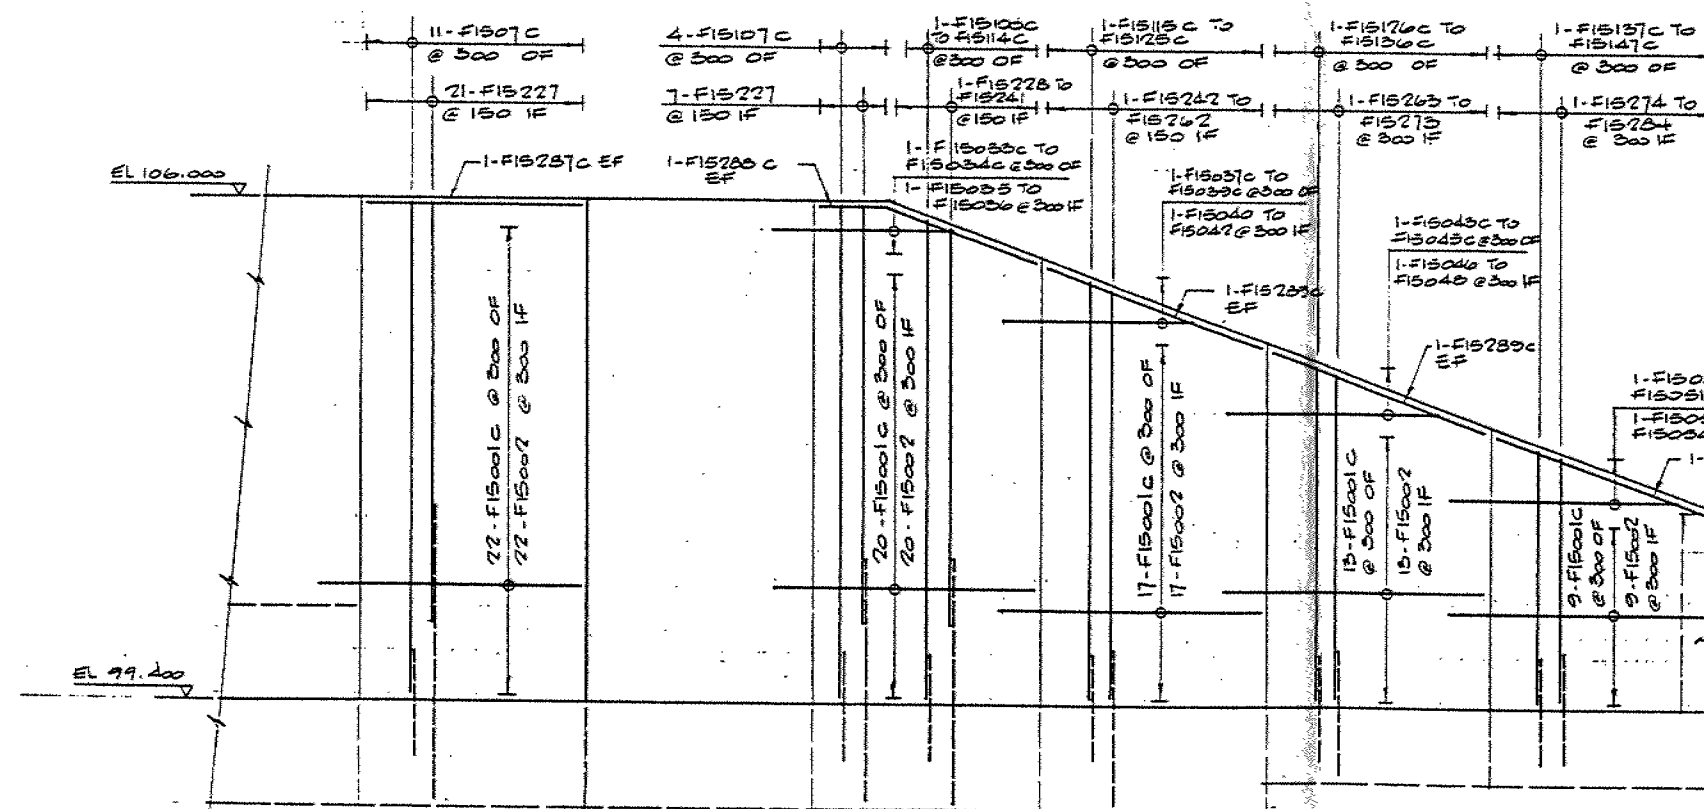 11-F1507C
@ 300 OF
21-F15227
@ 150 IF
4-F15107C
@ 300 OF
7-F15227
@ 150 IF
TO F15114C
@300 OF
1-F15228 TO
F15241
@150 IF
1-F15115C TO
F15125C
@ 300 OF
1-F15242 TO
F15262
@ 150 IF
1-F15126C TO
F15136C
@ 300 OF
1-F15263 TO
F15273
@ 300 IF
1-F15137C TO
F15147C
@ 300 OF
1-F15274 TO
F15284
@ 300 IF
EL 106.000
1-F15287C EF
1-F15288C
EF
1-F15033C TO
F15034C @300 OF
1-F15035 TO
F15036 @300 IF
1-F15037C TO
F15039C @300 OF
1-F15040 TO
F15042 @ 300 IF
1-F15043C TO
F15045C @300 OF
1-F15046 TO
F15048 @300 IF
1-F15289C
EF
1-F15289C
EF
22-F15001C @ 300 OF
22-F15002 @ 300 IF
20-F15001C @ 300 OF
20-F15002 @ 300 IF
17-F15001C @ 300 OF
17-F15002 @ 300 IF
13-F15001C
@ 300 OF
13-F15002
@ 300 IF
9-F15001C
@300 OF
9-F15002
@300 IF
EL 99.400